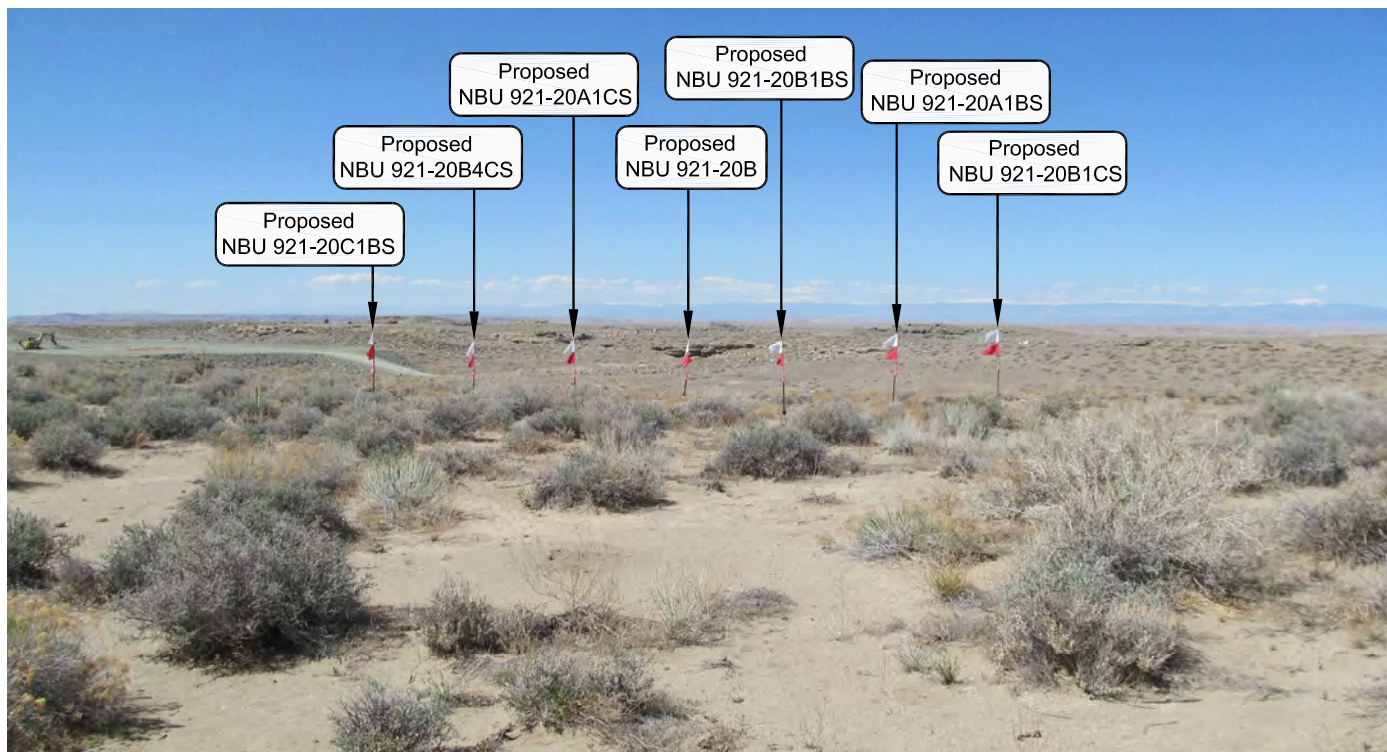 Proposed
NBU 921-20C1BS
Proposed
NBU 921-20B4CS
Proposed
NBU 921-20A1CS
Proposed
NBU 921-20B
Proposed
NBU 921-20B1BS
Proposed
NBU 921-20A1BS
Proposed
NBU 921-20B1CS